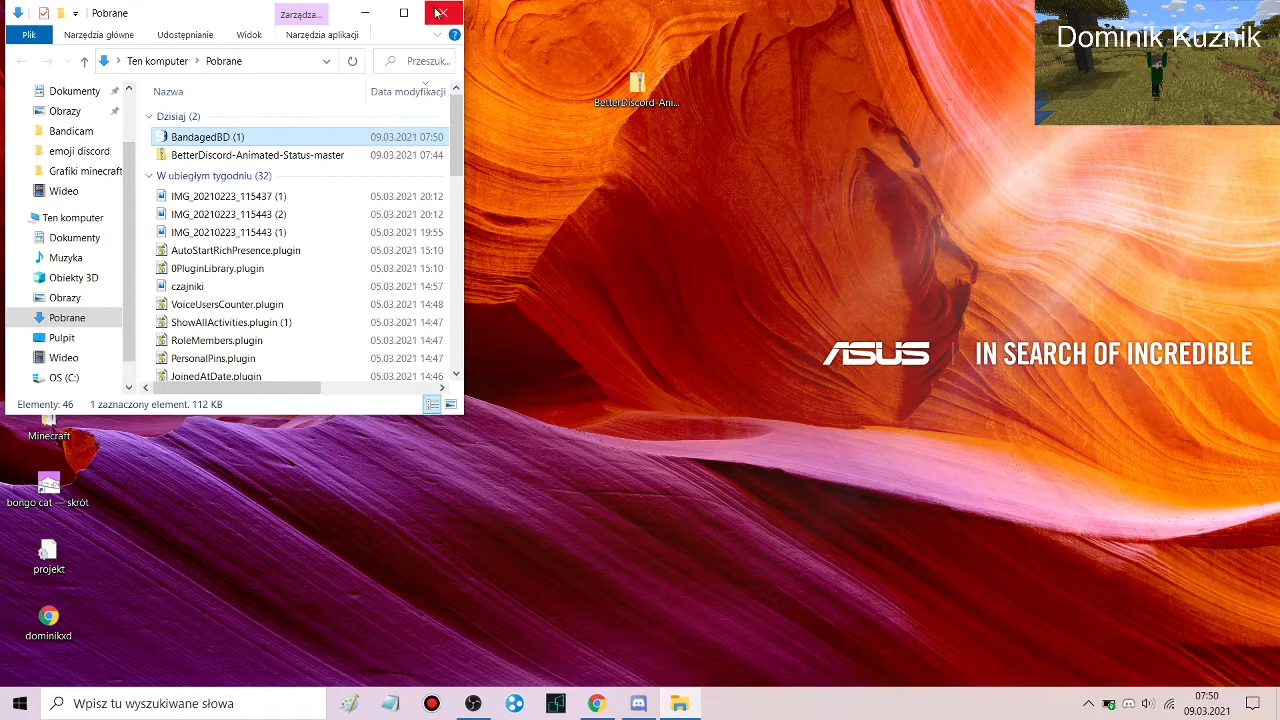 Pobrane
Zarządza...
Plik
Narzędzia główne
Udostępnianie
Widok
Narzędzia aplikacji
Ten komputer > Pobrane
Przeszuk...
Dokumenty
Obrazy
Bandicam
emoji discord
Grafiki minecraft
Wideo
Ten komputer
Dokumenty
Muzyka
Obiekty 3D
Obrazy
Pobrane
Pulpit
Wideo
OS (C:)
Nazwa
Data modyfikacji
Dzisiaj (2)
BandagedBD (1) 09.03.2021 07:50
BetterDiscord-Animated-Status-master 09.03.2021 07:44
W ubiegłym tygodniu (32)
IMG_20210223_115437 (1) 05.03.2021 20:12
IMG_20210223_115443 (2) 05.03.2021 20:12
IMG_20210223_115443 (1) 05.03.2021 19:55
AutoStartRichPresence.plugin 05.03.2021 15:10
0PluginLibrary.plugin 05.03.2021 15:10
czajniki 05.03.2021 14:57
VoiceUsersCounter.plugin 05.03.2021 14:48
ShowAllActivities.plugin (1) 05.03.2021 14:47
RoleMembers.plugin 05.03.2021 14:47
PersonalPins.plugin 05.03.2021 14:47
JoinedAtDate.plugin 05.03.2021 14:46
Elementy: 46 1 zaznaczony element. 112 KB
BetterDiscord-Ani...
Dominik Kuźnik
ASUS | IN SEARCH OF INCREDIBLE
Minecraft
bongo cat — skrót
projekt
dominikxd
Wpisz tu wyszukiwane słowa
07:50
09.03.2021